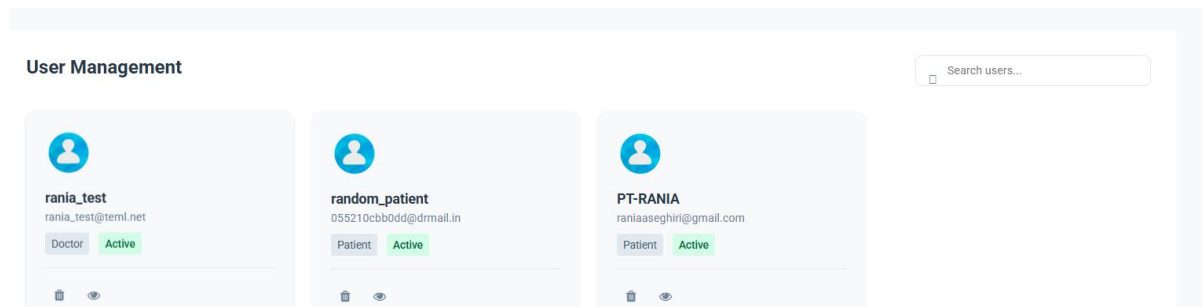 User Management
Search users...
rania_test
rania_test@teml.net
Doctor Active
random_patient
055210cbb0dd@drmail.in
Patient Active
PT-RANIA
raniaaseghiri@gmail.com
Patient Active